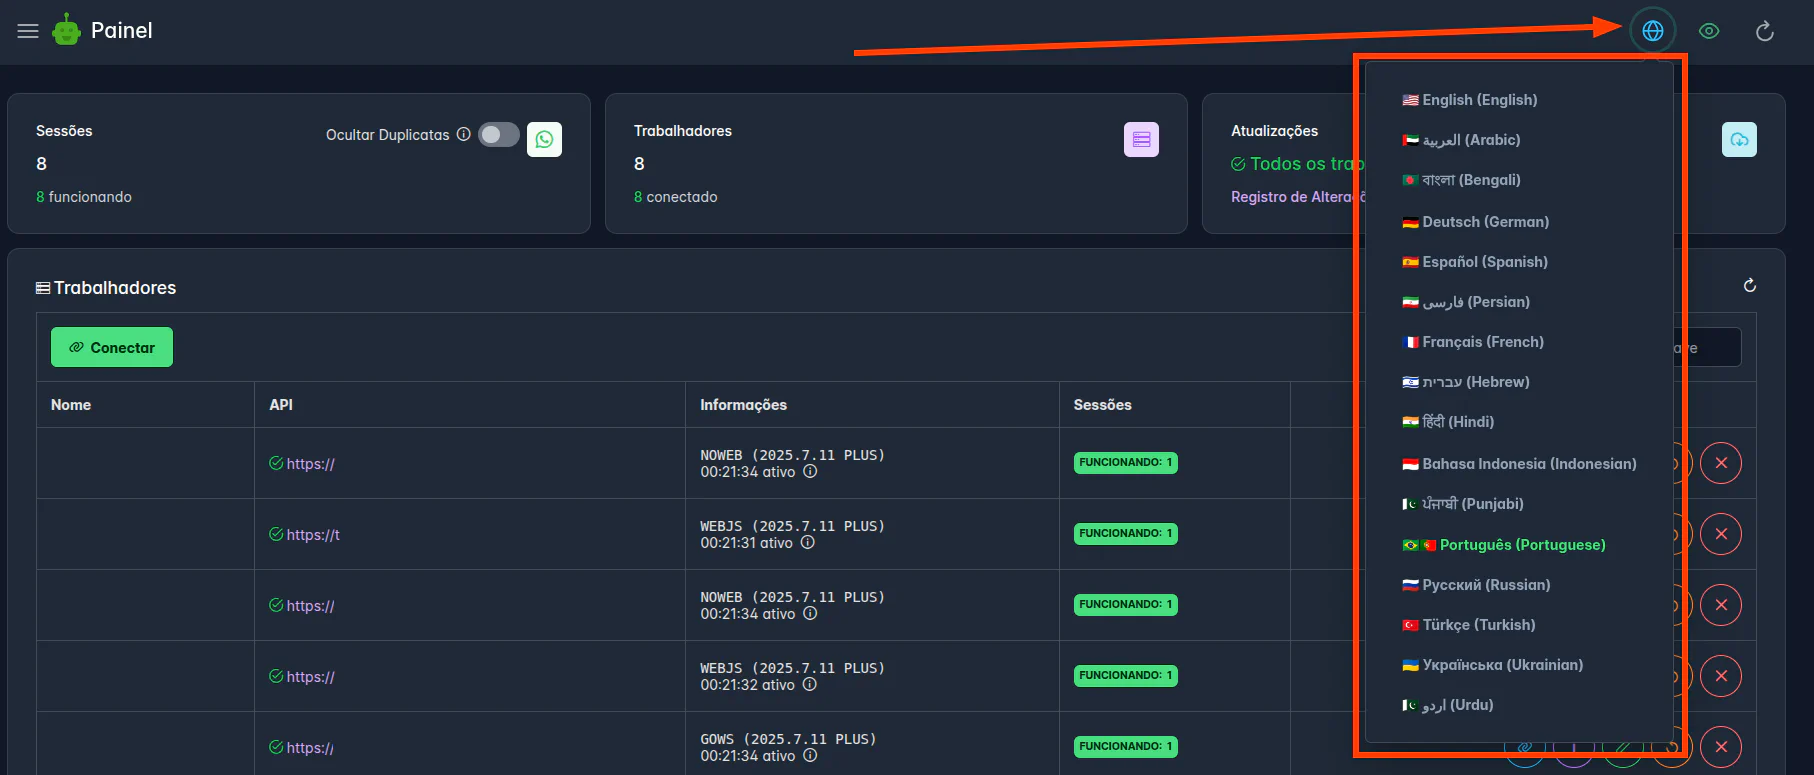 Painel
Sessões
Ocultar Duplicatas
8
8 funcionando
Trabalhadores
8
8 conectado
Atualizações
Todos os trab
Registro de Alteraçõ
English (English)
العربية (Arabic)
বাংলা (Bengali)
Deutsch (German)
Español (Spanish)
فارسی (Persian)
Français (French)
עברית (Hebrew)
हिंदी (Hindi)
Bahasa Indonesia (Indonesian)
ਪੰਜਾਬੀ (Punjabi)
Português (Portuguese)
Русский (Russian)
Türkçe (Turkish)
Українська (Ukrainian)
اردو (Urdu)
Trabalhadores
Conectar
Nome API Informações Sessões
https:// NOWEB (2025.7.11 PLUS) FUNCIONANDO: 1
00:21:34 ativo
https://t WEBJS (2025.7.11 PLUS) FUNCIONANDO: 1
00:21:31 ativo
https:// NOWEB (2025.7.11 PLUS) FUNCIONANDO: 1
00:21:34 ativo
https:// WEBJS (2025.7.11 PLUS) FUNCIONANDO: 1
00:21:32 ativo
https:// GOWS (2025.7.11 PLUS) FUNCIONANDO: 1
00:21:34 ativo